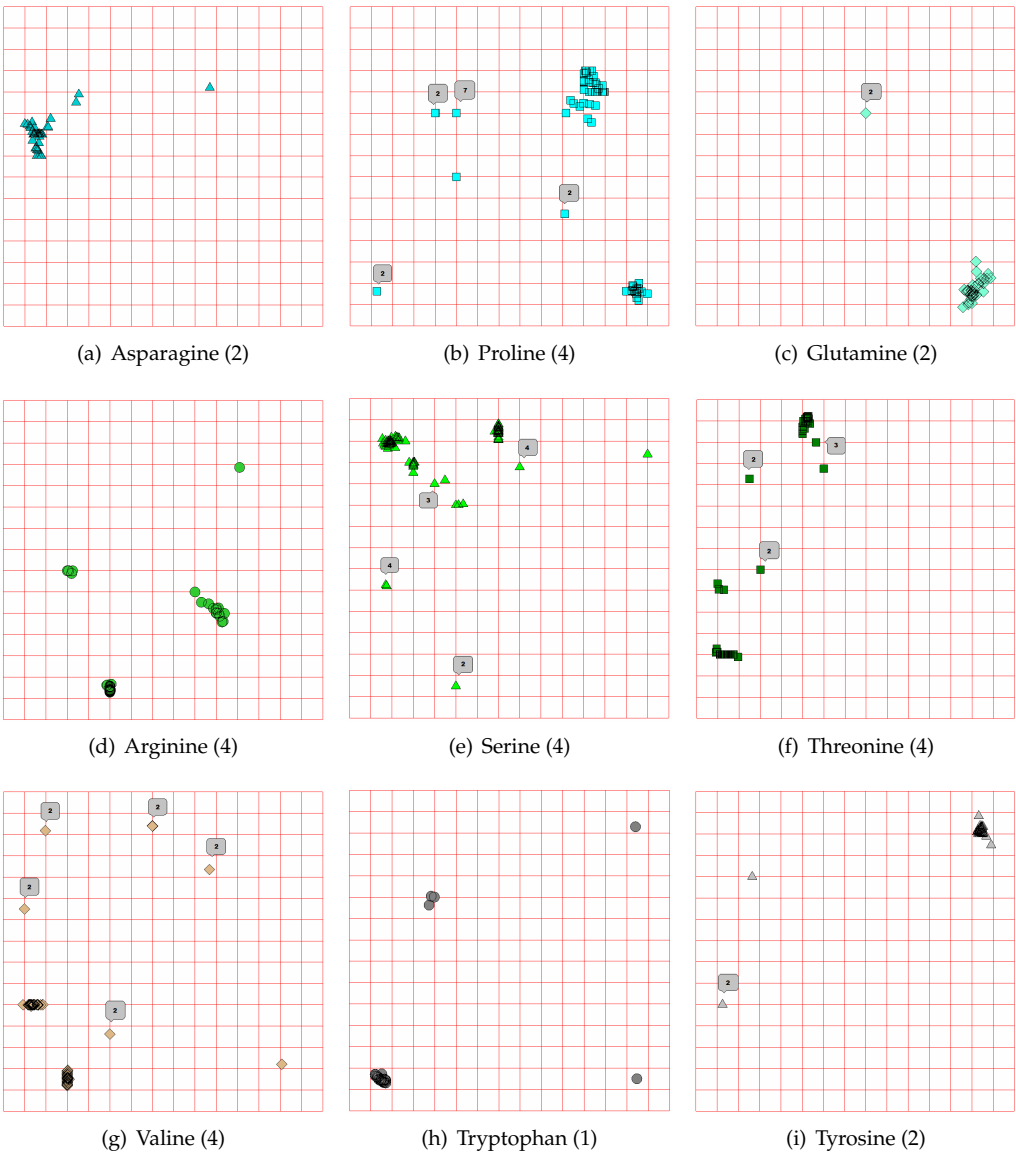 2
7
2
2
2
(a) Asparagine (2)
(b) Proline (4)
(c) Glutamine (2)
4
3
4
2
3
2
2
(d) Arginine (4)
(e) Serine (4)
(f) Threonine (4)
2
2
2
2
2
2
(g) Valine (4)
(h) Tryptophan (1)
(i) Tyrosine (2)